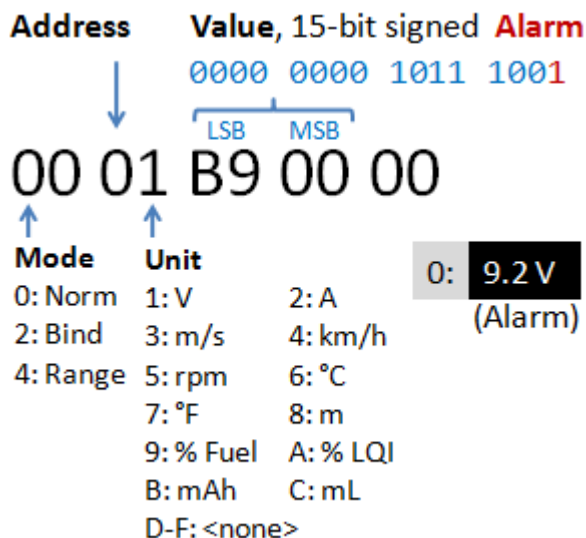 Address Value, 15-bit signed Alarm
0000 0000 1011 1001
LSB MSB
00 01 B9 00 00
Mode Unit
0: Norm 1: V 2: A
2: Bind 3: m/s 4: km/h
4: Range 5: rpm 6: °C
7: °F 8: m
9: % Fuel A: % LQI
B: mAh C: mL
D-F: <none>
0: 9.2 V
(Alarm)